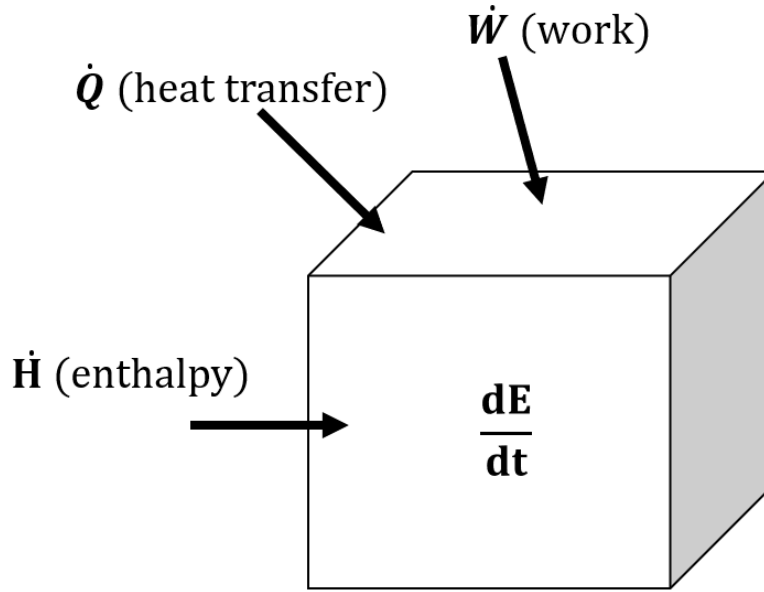 Ẇ (work)
Q̇ (heat transfer)
Ḣ (enthalpy)
dE
dt